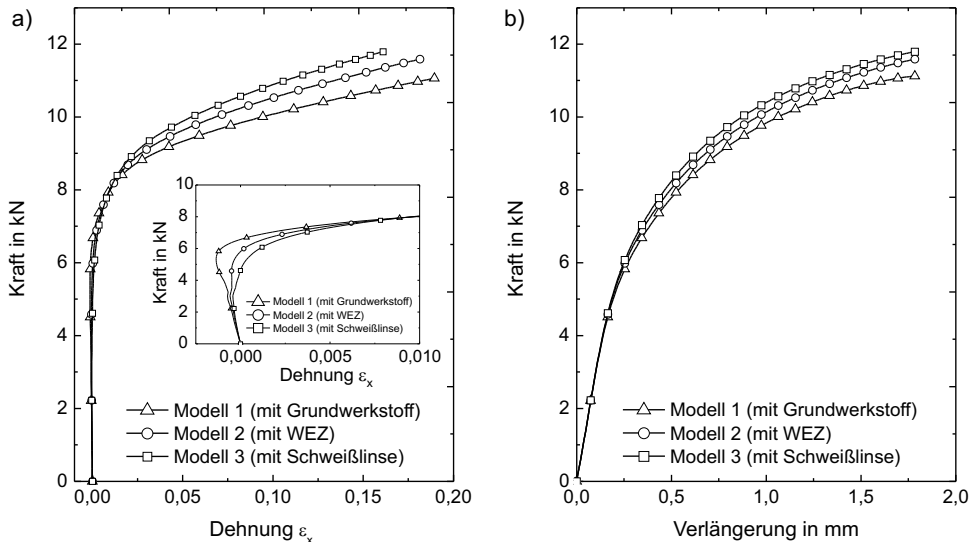 a)
12
10
8
6
4
2
0
Kraft in kN
0,00
0,05
0,10
0,15
0,20
Dehnung εx
Modell 1 (mit Grundwerkstoff)
Modell 2 (mit WEZ)
Modell 3 (mit Schweißlinse)
10
8
6
4
2
0
Kraft in kN
0,000
0,005
0,010
Dehnung εx
Modell 1 (mit Grundwerkstoff)
Modell 2 (mit WEZ)
Modell 3 (mit Schweißlinse)
b)
12
10
8
6
4
2
0
Kraft in kN
0,0
0,5
1,0
1,5
2,0
Verlängerung in mm
Modell 1 (mit Grundwerkstoff)
Modell 2 (mit WEZ)
Modell 3 (mit Schweißlinse)